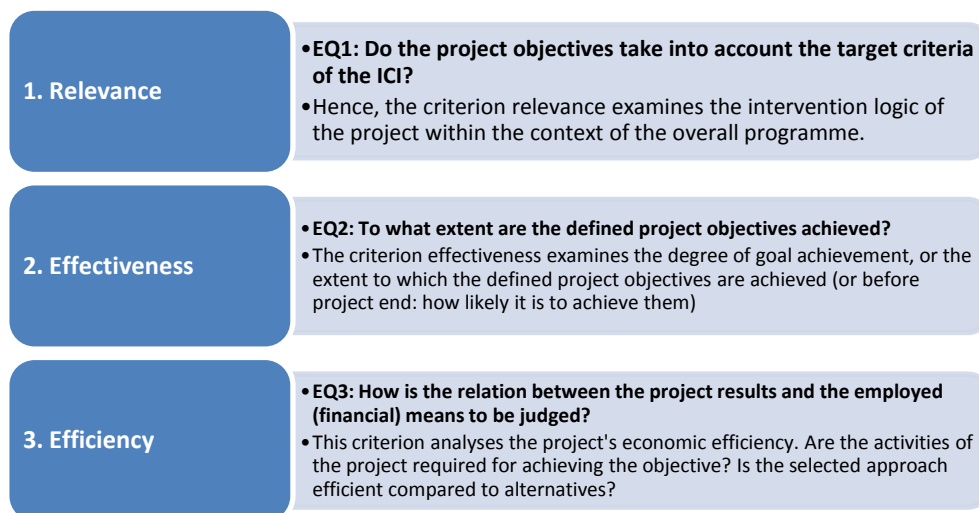 1. Relevance
•EQ1: Do the project objectives take into account the target criteria
of the ICI?
•Hence, the criterion relevance examines the intervention logic of
the project within the context of the overall programme.
2. Effectiveness
•EQ2: To what extent are the defined project objectives achieved?
•The criterion effectiveness examines the degree of goal achievement, or the
extent to which the defined project objectives are achieved (or before
project end: how likely it is to achieve them)
3. Efficiency
•EQ3: How is the relation between the project results and the employed
(financial) means to be judged?
•This criterion analyses the project's economic efficiency. Are the activities of
the project required for achieving the objective? Is the selected approach
efficient compared to alternatives?